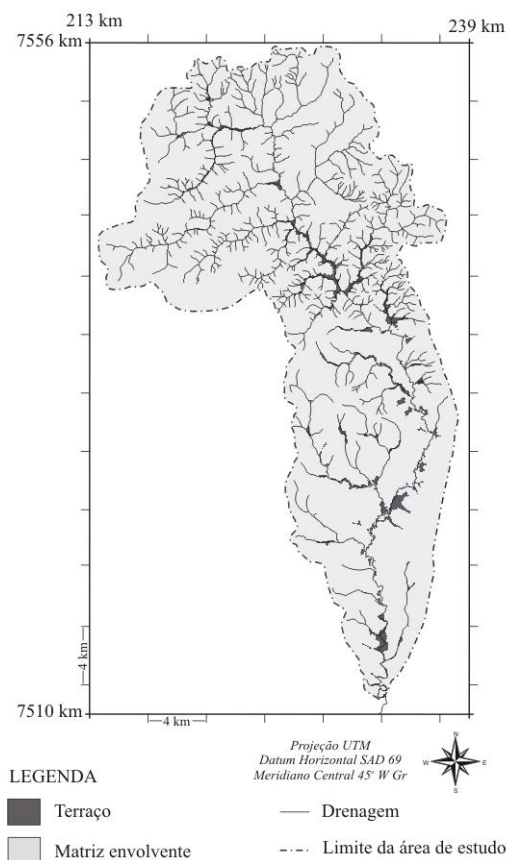 213 km
239 km
7556 km
4 km
7510 km
4 km
Projeção UTM
Datum Horizontal SAD 69
Meridiano Central 45º W Gr
N
W E
S
LEGENDA
Terraço
Drenagem
Matriz envolvente
Limite da área de estudo